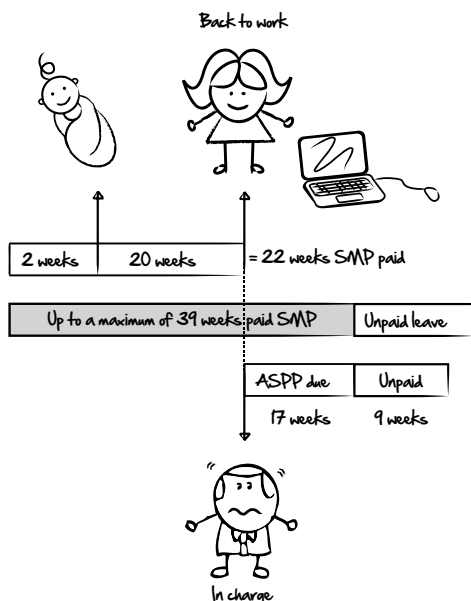 Back to work
2 weeks 20 weeks = 22 weeks SMP paid
Up to a maximum of 39 weeks paid SMP Unpaid leave
ASPP due Unpaid
17 weeks 9 weeks
In charge